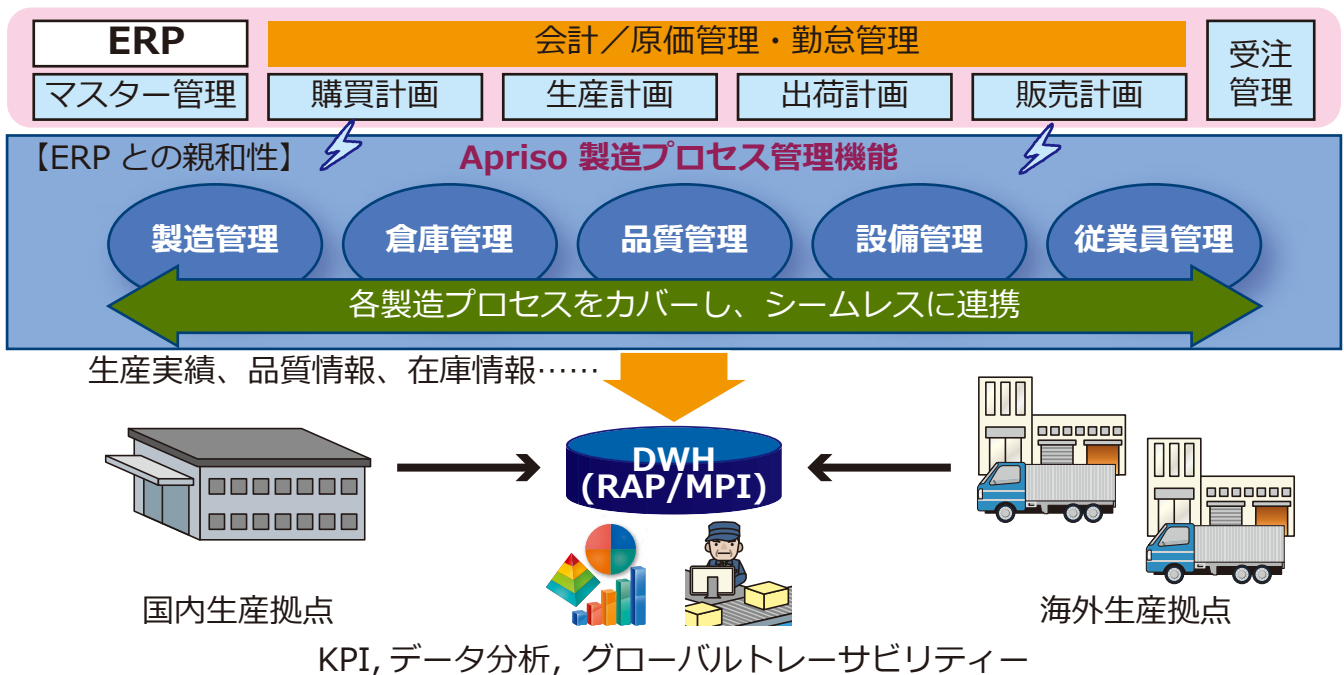 ERP
会計／原価管理・勤怠管理
受注
管理
マスター管理
購買計画
生産計画
出荷計画
販売計画
【ERP との親和性】
Apriso 製造プロセス管理機能
製造管理
倉庫管理
品質管理
設備管理
従業員管理
各製造プロセスをカバーし、シームレスに連携
生産実績、品質情報、在庫情報……
DWH
(RAP/MPI)
国内生産拠点
海外生産拠点
KPI, データ分析，グローバルトレーサビリティー